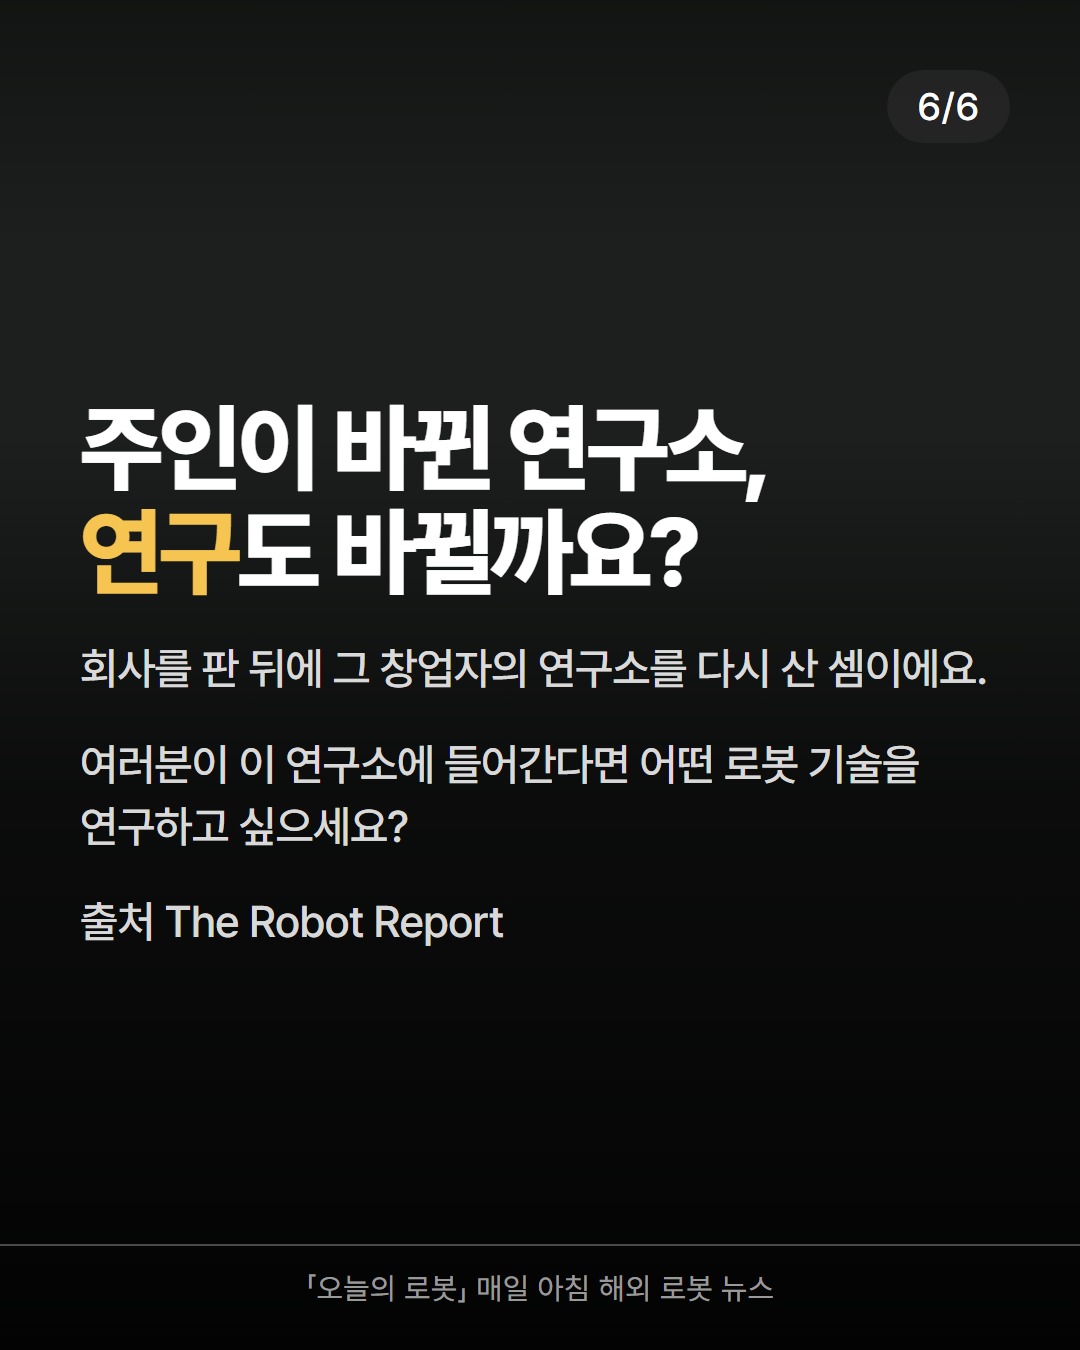 6/6
주인이 바뀐 연구소,
연구도 바뀔까요?
회사를 판 뒤에 그 창업자의 연구소를 다시 산 셈이에요.
여러분이 이 연구소에 들어간다면 어떤 로봇 기술을
연구하고 싶으세요?
출처 The Robot Report
「오늘의 로봇」 매일 아침 해외 로봇 뉴스